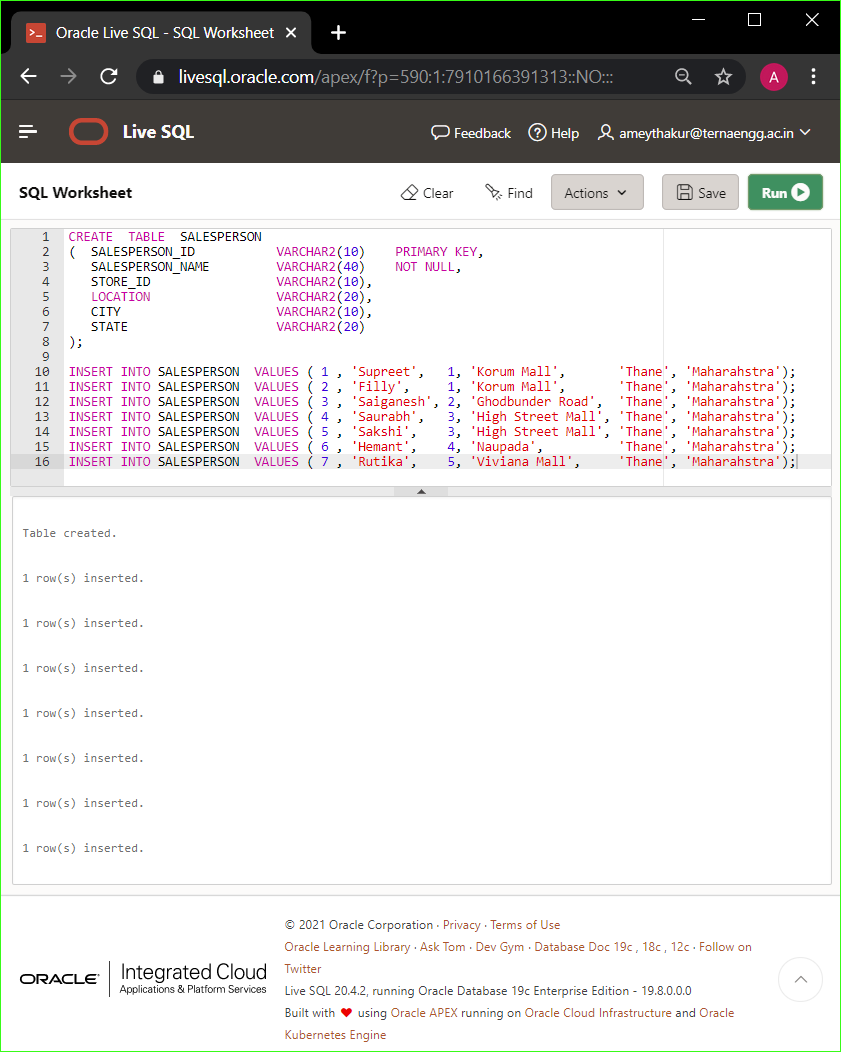 Oracle Live SQL - SQL Worksheet
livesql.oracle.com/apex/f?p=590:1:7910166391313::NO:::
A
Live SQL
Feedback
Help
ameythakur@ternaengg.ac.in
SQL Worksheet
Clear
Find
Actions
Save
Run
1 CREATE  TABLE  SALESPERSON
2 (  SALESPERSON_ID           VARCHAR2(10)    PRIMARY KEY,
3    SALESPERSON_NAME         VARCHAR2(40)    NOT NULL,
4    STORE_ID                 VARCHAR2(10),
5    LOCATION                 VARCHAR2(20),
6    CITY                     VARCHAR2(10),
7    STATE                    VARCHAR2(20)
8 );
9
10 INSERT INTO SALESPERSON  VALUES ( 1 , 'Supreet',   1, 'Korum Mall',       'Thane', 'Maharahstra');
11 INSERT INTO SALESPERSON  VALUES ( 2 , 'Filly',     1, 'Korum Mall',       'Thane', 'Maharahstra');
12 INSERT INTO SALESPERSON  VALUES ( 3 , 'Saiganesh', 2, 'Ghodbunder Road',  'Thane', 'Maharahstra');
13 INSERT INTO SALESPERSON  VALUES ( 4 , 'Saurabh',   3, 'High Street Mall', 'Thane', 'Maharahstra');
14 INSERT INTO SALESPERSON  VALUES ( 5 , 'Sakshi',    3, 'High Street Mall', 'Thane', 'Maharahstra');
15 INSERT INTO SALESPERSON  VALUES ( 6 , 'Hemant',    4, 'Naupada',          'Thane', 'Maharahstra');
16 INSERT INTO SALESPERSON  VALUES ( 7 , 'Rutika',    5, 'Viviana Mall',     'Thane', 'Maharahstra');
Table created.
1 row(s) inserted.
1 row(s) inserted.
1 row(s) inserted.
1 row(s) inserted.
1 row(s) inserted.
1 row(s) inserted.
1 row(s) inserted.
ORACLE
Integrated Cloud
Applications & Platform Services
© 2021 Oracle Corporation · Privacy · Terms of Use
Oracle Learning Library · Ask Tom · Dev Gym · Database Doc 19c , 18c , 12c · Follow on
Twitter
Live SQL 20.4.2, running Oracle Database 19c Enterprise Edition - 19.8.0.0.0
Built with ❤ using Oracle APEX running on Oracle Cloud Infrastructure and Oracle
Kubernetes Engine